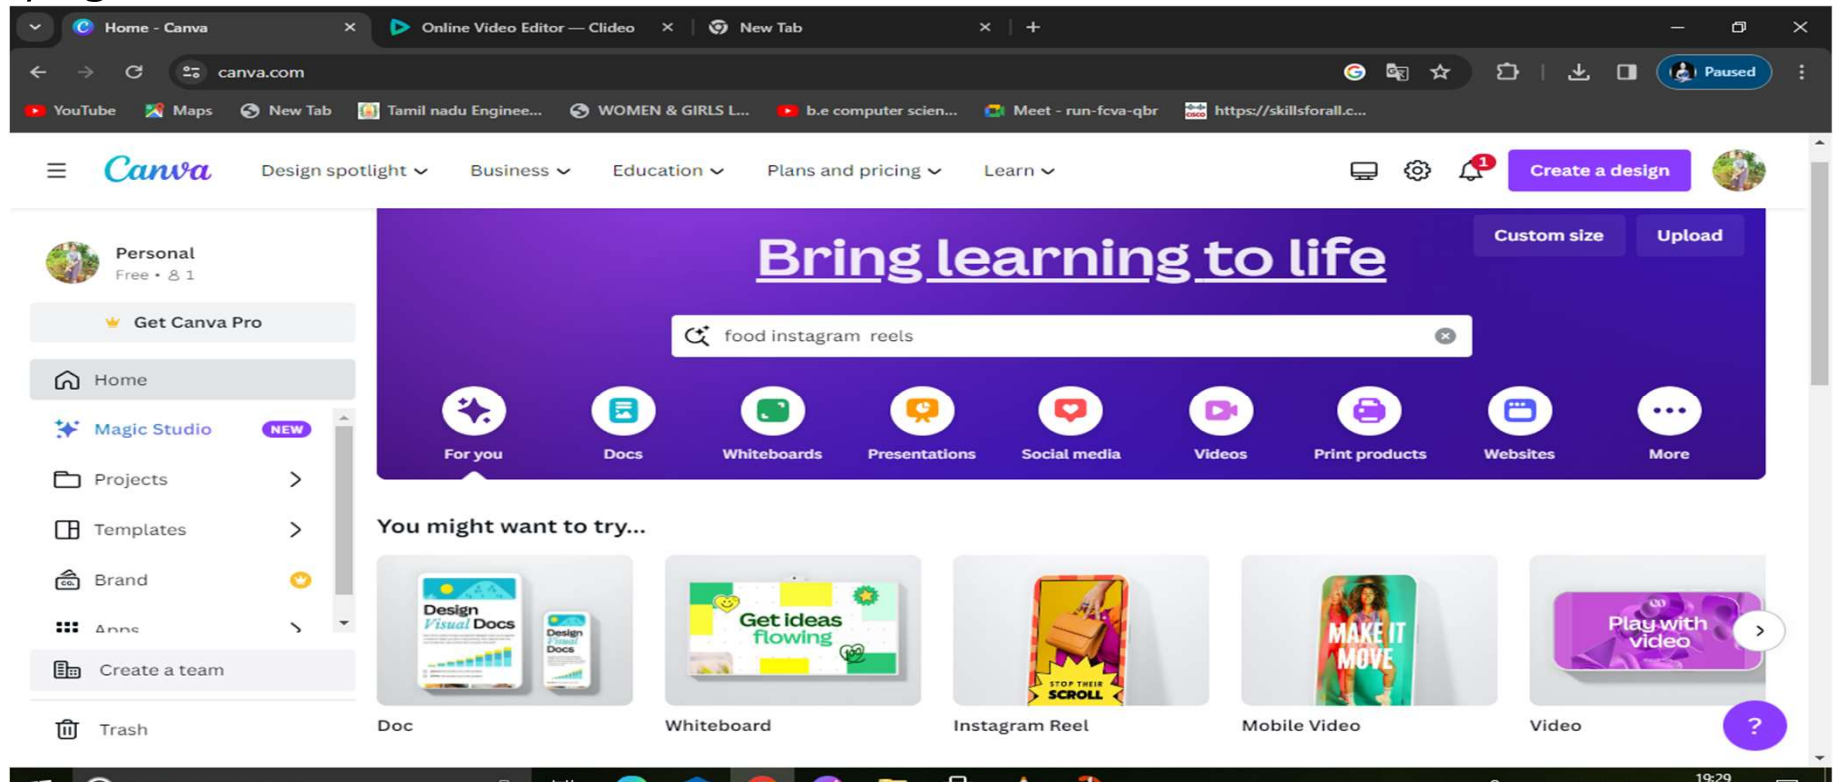 Home - Canva
Online Video Editor — Clideo
New Tab
canva.com
Paused
YouTube
Maps
New Tab
Tamil nadu Enginee...
WOMEN & GIRLS L...
b.e computer scien...
Meet - run-fcva-qbr
https://skillsforall.c...
Canva
Design spotlight
Business
Education
Plans and pricing
Learn
1
Create a design
Personal
Free • 1
Get Canva Pro
Home
Magic Studio NEW
Projects
Templates
Brand
Apps
Create a team
Trash
Bring learning to life
Custom size
Upload
food instagram reels
For you
Docs
Whiteboards
Presentations
Social media
Videos
Print products
Websites
More
You might want to try...
Design
Visual Docs
Design
Visual
Docs
Get ideas
flowing
STOP THEIR
SCROLL
MAKE IT
MOVE
Play with
video
Doc
Whiteboard
Instagram Reel
Mobile Video
Video
?
19:29